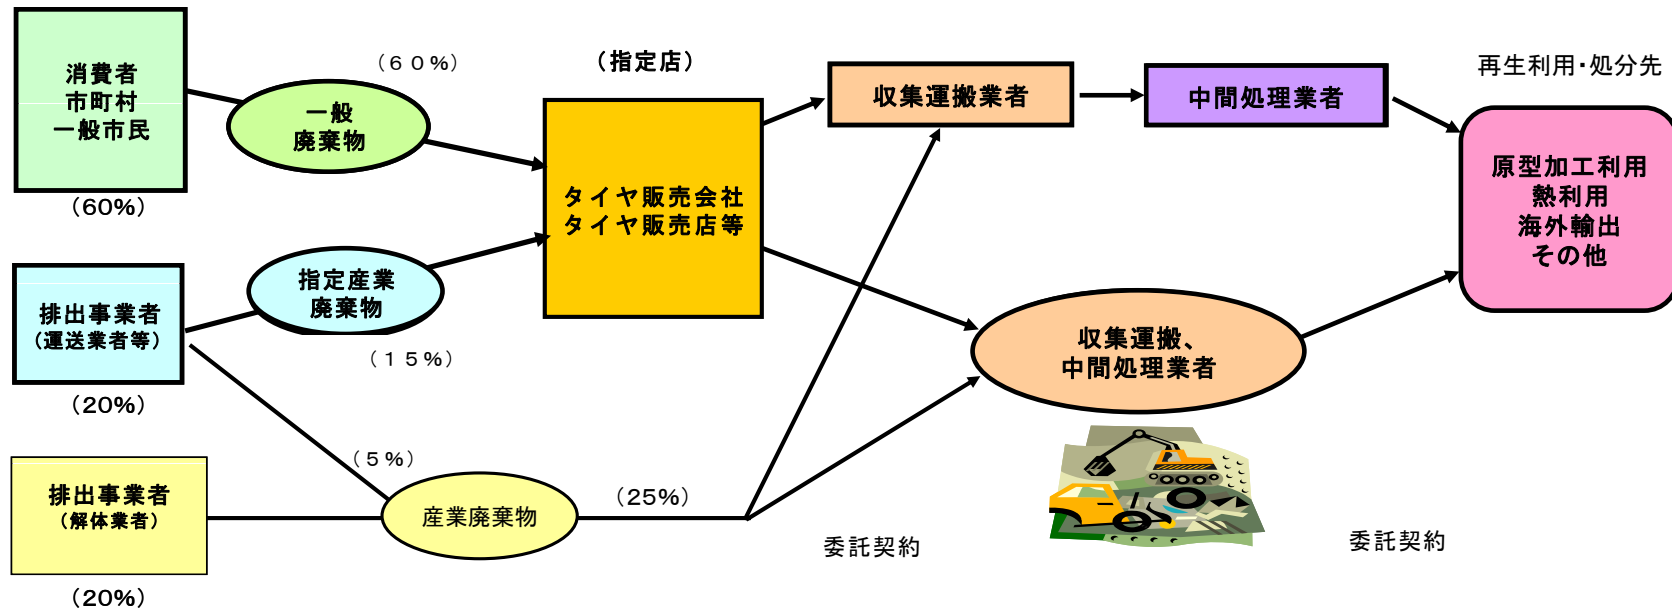 消費者
市町村
一般市民
（60%）
（６０％）
一般
廃棄物
（指定店）
タイヤ販売会社
タイヤ販売店等
収集運搬業者
中間処理業者
再生利用・処分先
原型加工利用
熱利用
海外輸出
その他
排出事業者
（運送業者等）
（20%）
指定産業
廃棄物
（１５％）
収集運搬、
中間処理業者
排出事業者
（解体業者）
（20%）
（５％）
産業廃棄物
（25%）
委託契約
委託契約